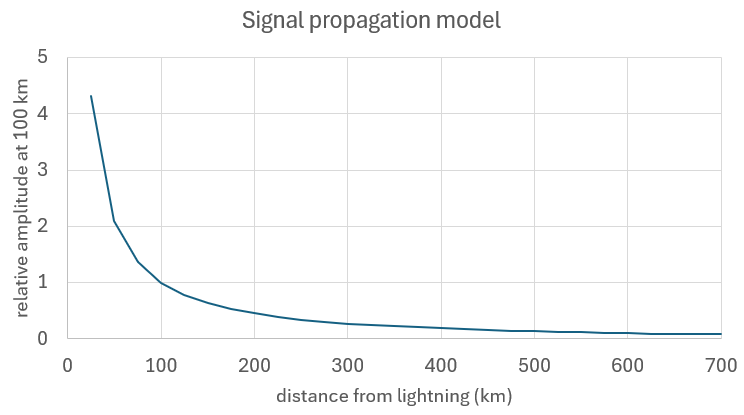 Signal propagation model
relative amplitude at 100 km
5
4
3
2
1
0
0 100 200 300 400 500 600 700
distance from lightning (km)